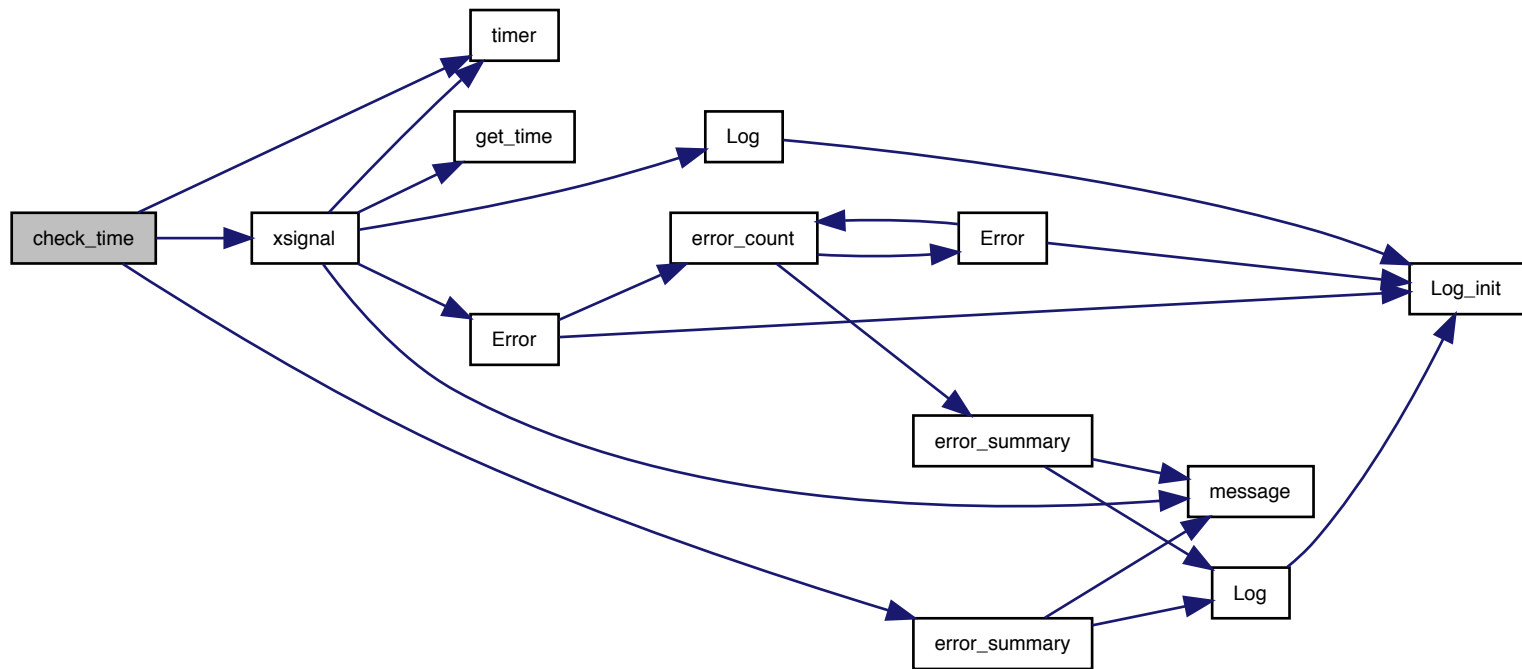 timer
get_time
Log
check_time
xsignal
error_count
Error
Log_init
Error
error_summary
message
Log
error_summary